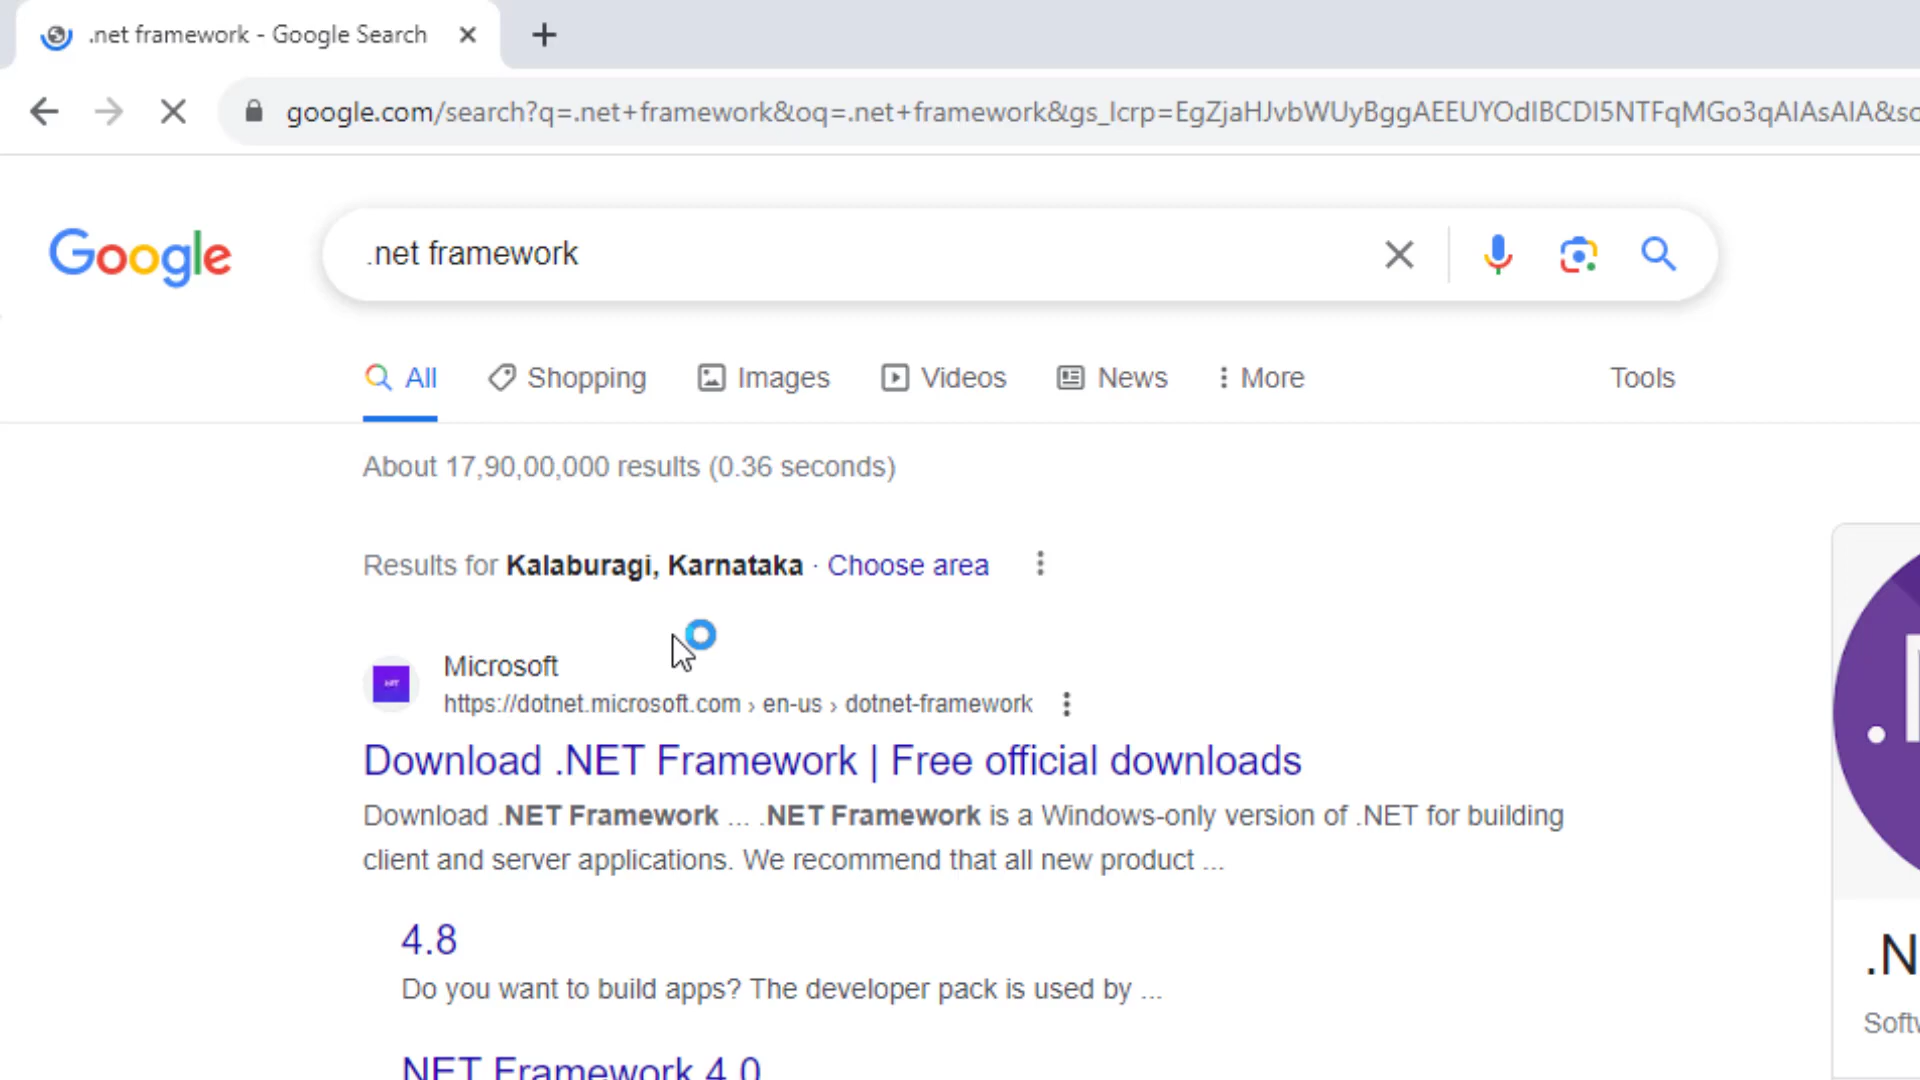 .net framework - Google Search
google.com/search?q=.net+framework&oq=.net+framework&gs_lcrp=EgZjaHJvbWUyBggAEEUYOdIBCDI5NTFqMGo3qAIAsAIA&sc
Google
.net framework
All Shopping Images Videos News More Tools
About 17,90,00,000 results (0.36 seconds)
Results for Kalaburagi, Karnataka · Choose area
Microsoft
https://dotnet.microsoft.com › en-us › dotnet-framework
Download .NET Framework | Free official downloads
Download .NET Framework ... .NET Framework is a Windows-only version of .NET for building
client and server applications. We recommend that all new product ...
4.8
Do you want to build apps? The developer pack is used by ...
.N
Softw
NET Framework 4.0